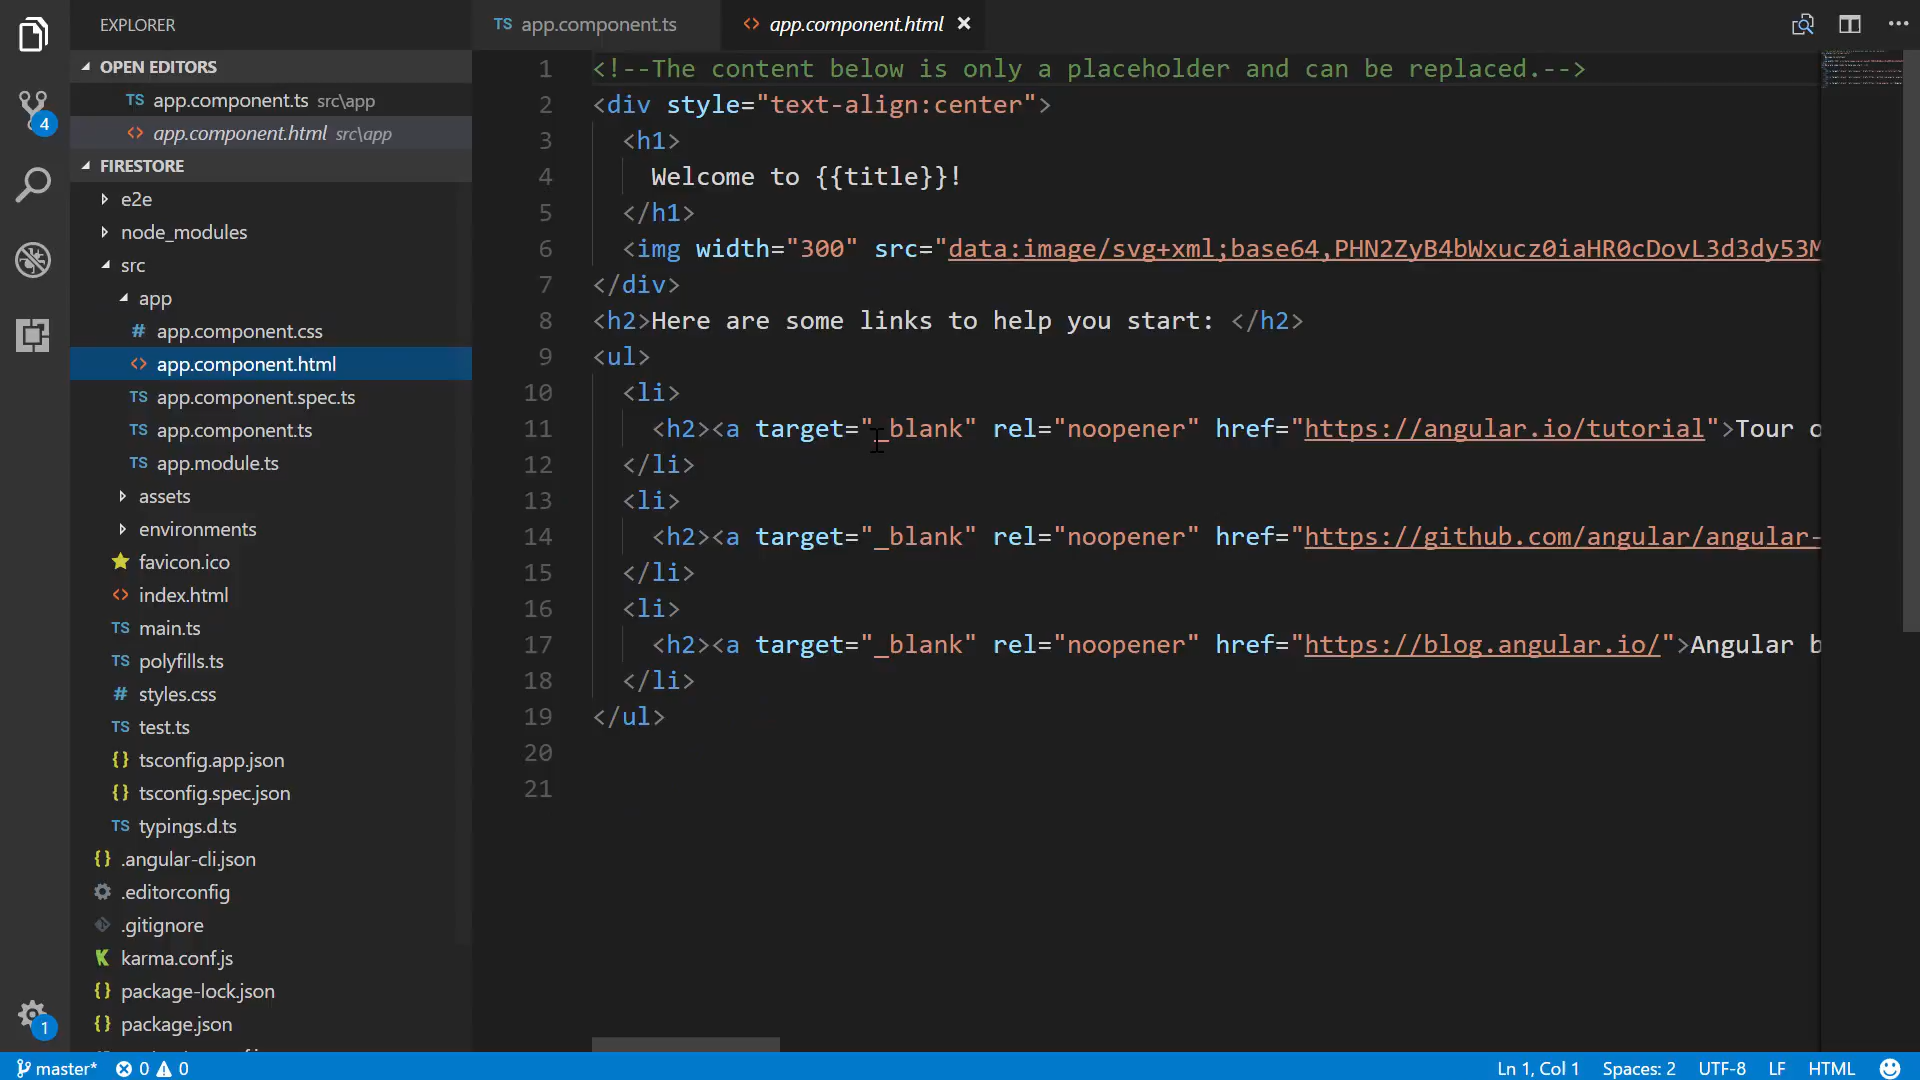 EXPLORER
OPEN EDITORS
TS app.component.ts src\app
<> app.component.html src\app
4
FIRESTORE
e2e
node_modules
src
app
# app.component.css
<> app.component.html
TS app.component.spec.ts
TS app.component.ts
TS app.module.ts
assets
environments
favicon.ico
<> index.html
TS main.ts
TS polyfills.ts
# styles.css
TS test.ts
{} tsconfig.app.json
{} tsconfig.spec.json
TS typings.d.ts
{} .angular-cli.json
.editorconfig
.gitignore
karma.conf.js
{} package-lock.json
{} package.json
1
TS app.component.ts
<> app.component.html ×
1 <!--The content below is only a placeholder and can be replaced.-->
2 <div style="text-align:center">
3 <h1>
4 Welcome to {{title}}!
5 </h1>
6 <img width="300" src="data:image/svg+xml;base64,PHN2ZyB4bWxucz0iaHR0cDovL3d3dy53M
7 </div>
8 <h2>Here are some links to help you start: </h2>
9 <ul>
10 <li>
11 <h2><a target="_blank" rel="noopener" href="https://angular.io/tutorial">Tour o
12 </li>
13 <li>
14 <h2><a target="_blank" rel="noopener" href="https://github.com/angular/angular-
15 </li>
16 <li>
17 <h2><a target="_blank" rel="noopener" href="https://blog.angular.io/">Angular b
18 </li>
19 </ul>
20
21
master* 0 0 Ln 1, Col 1 Spaces: 2 UTF-8 LF HTML